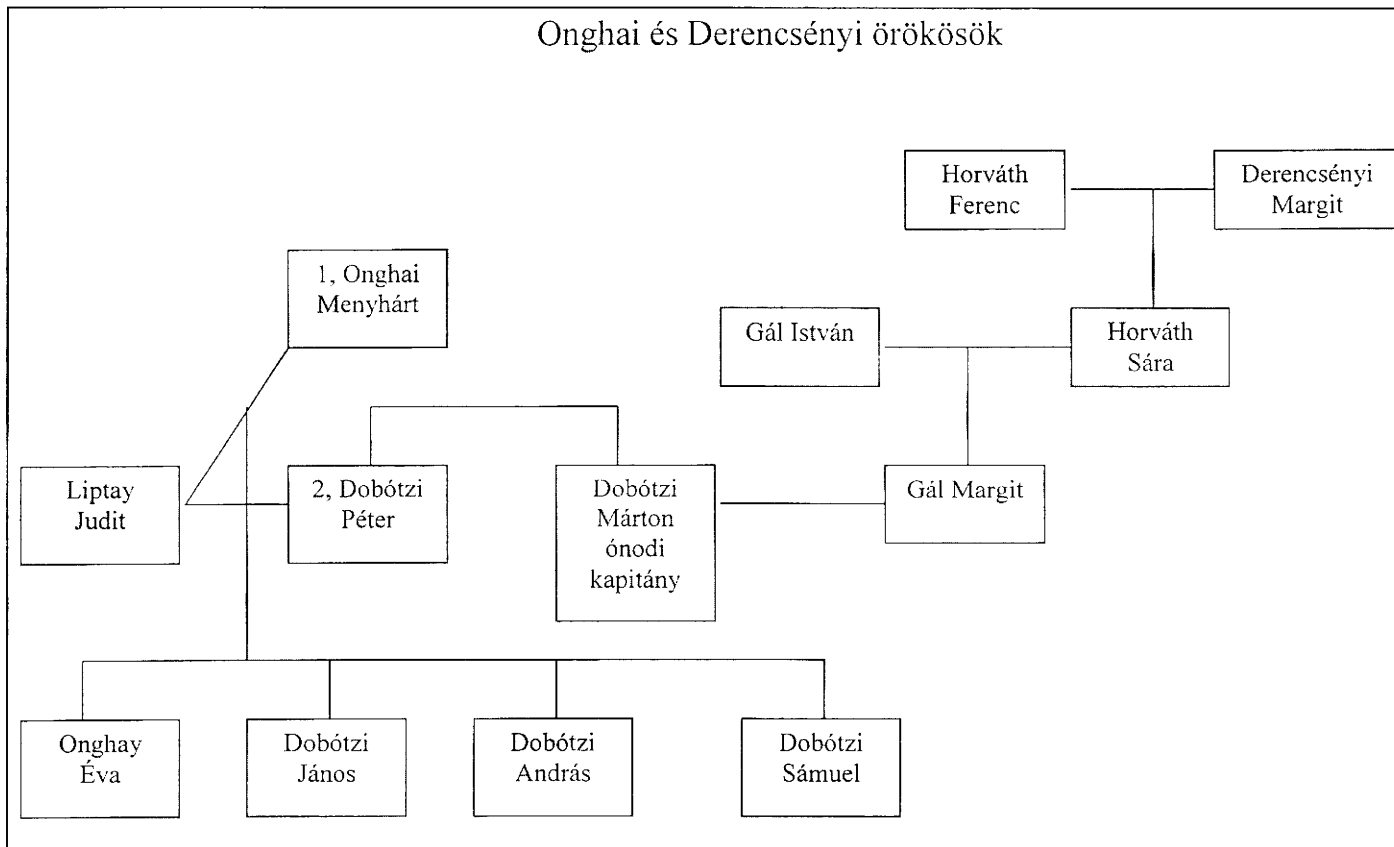 Onghai és Derencsényi örökösök
Horváth
Ferenc
Derencsényi
Margit
1, Onghai
Menyhárt
Gál István
Horváth
Sára
Liptay
Judit
2, Dobótzi
Péter
Dobótzi
Márton
ónodi
kapitány
Gál Margit
Onghay
Éva
Dobótzi
János
Dobótzi
András
Dobótzi
Sámuel